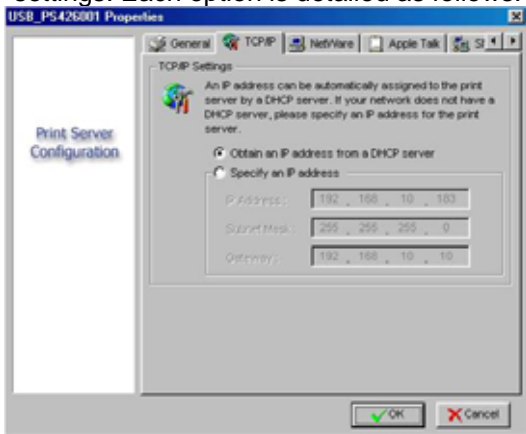 settings. Each option is detailed as follows.
USB_PS426001 Properties
General TCP/IP NetWare Apple Talk
TCP/IP Settings
An IP address can be automatically assigned to the print
server by a DHCP server. If your network does not have a
DHCP server, please specify an IP address for the print
server.
Print Server
Configuration
Obtain an IP address from a DHCP server
Specify an IP address
IP Address: 192 . 168 . 10 . 183
Subnet Mask: 255 . 255 . 255 . 0
Gateway: 192 . 168 . 10 . 10
OK Cancel